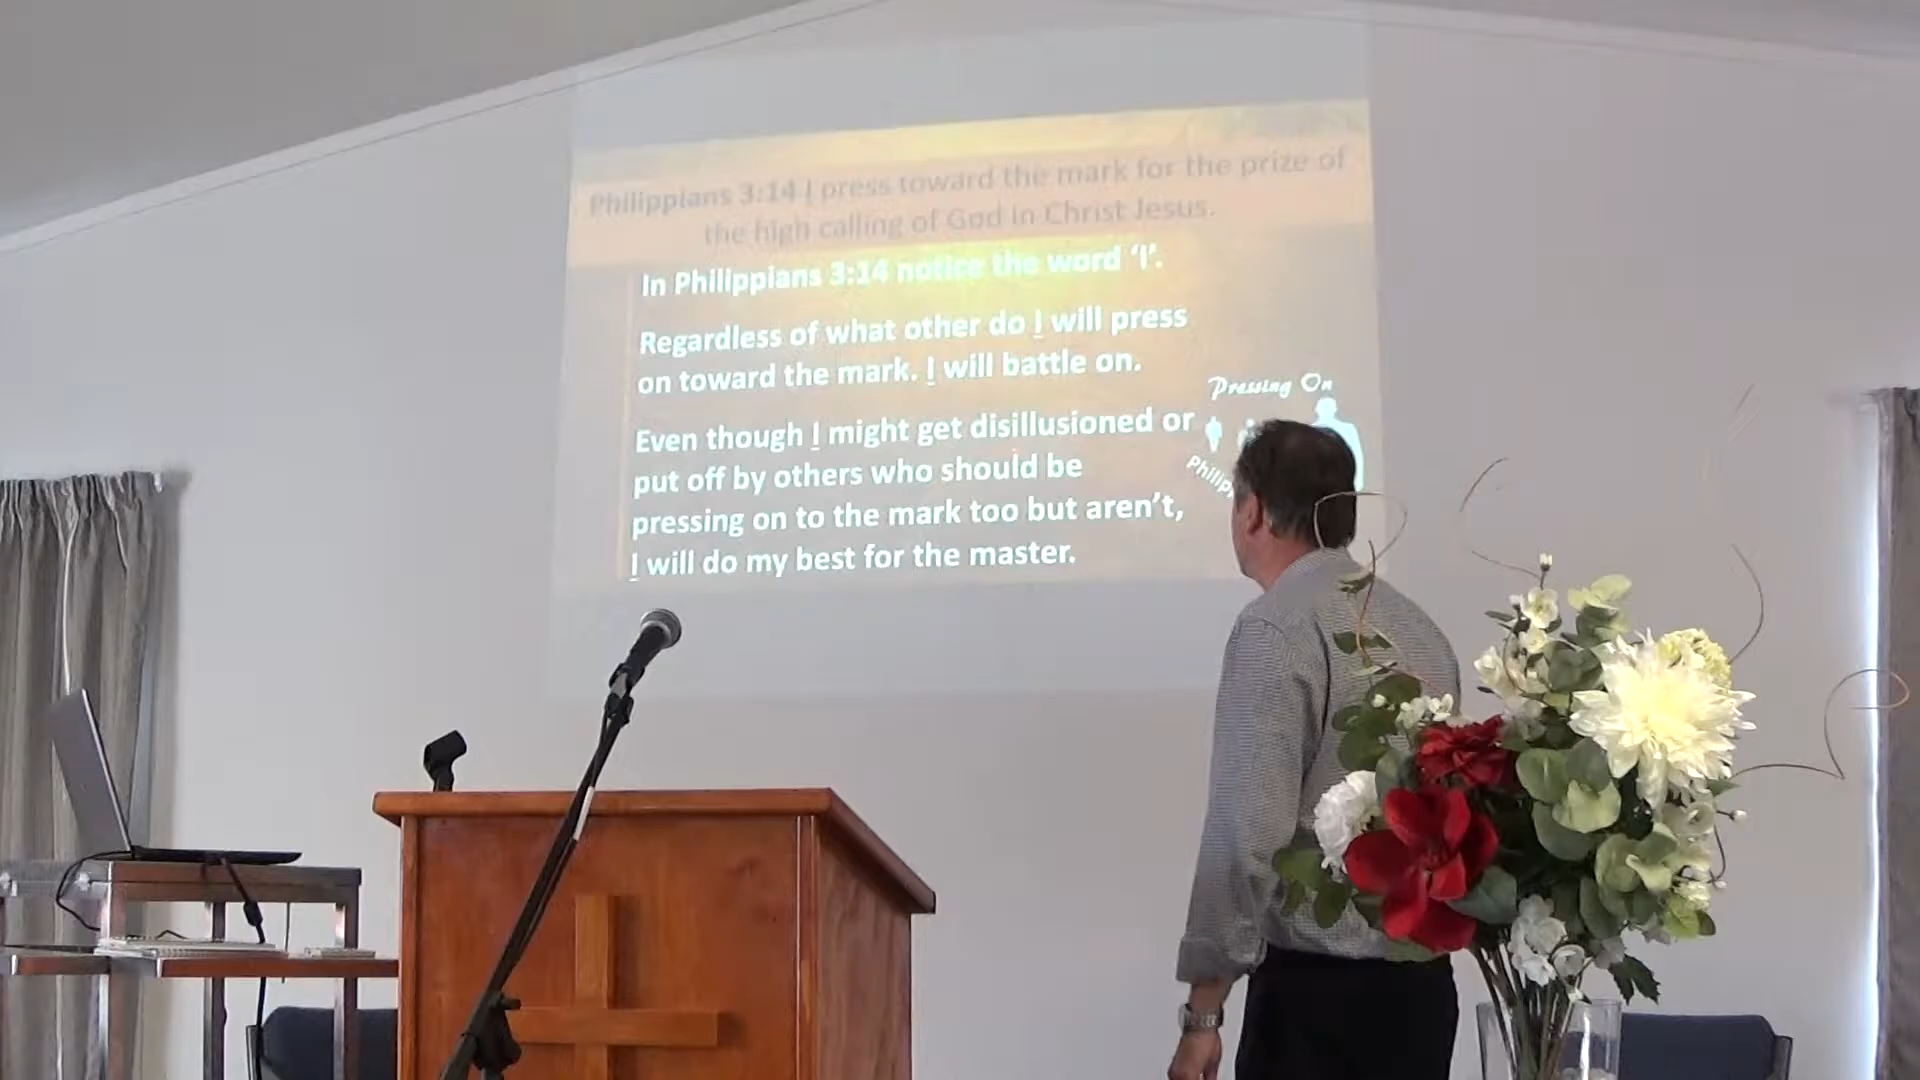 Philippians 3:14 I press toward the mark for the prize of
the high calling of God in Christ Jesus.
In Philippians 3:14 notice the word ‘I’.
Regardless of what other do I will press
on toward the mark. I will battle on.
Even though I might get disillusioned or
put off by others who should be
pressing on to the mark too but aren’t,
I will do my best for the master.
Pressing On